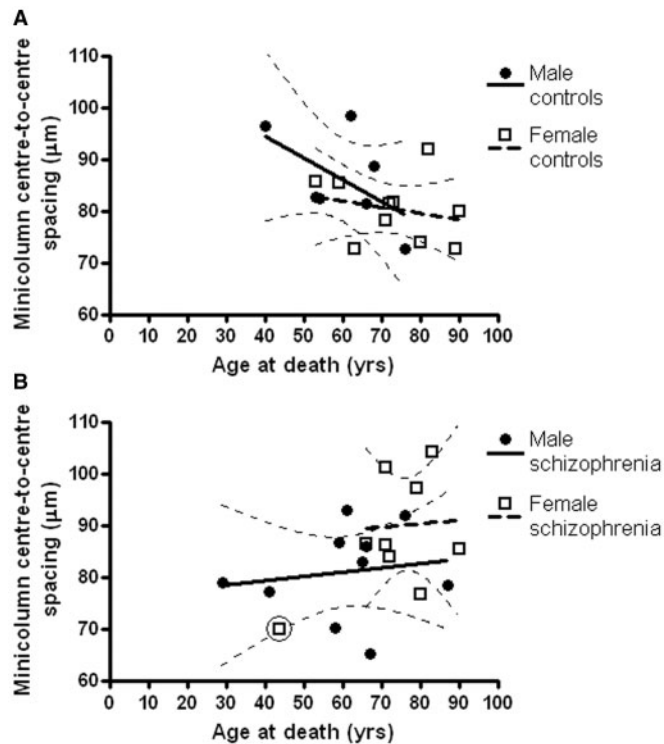 A
Minicolumn centre-to-centre
spacing (μm)
110
100
90
80
70
60
0 10 20 30 40 50 60 70 80 90 100
Age at death (yrs)
Male
controls
Female
controls
B
Minicolumn centre-to-centre
spacing (μm)
110
100
90
80
70
60
0 10 20 30 40 50 60 70 80 90 100
Age at death (yrs)
Male
schizophrenia
Female
schizophrenia